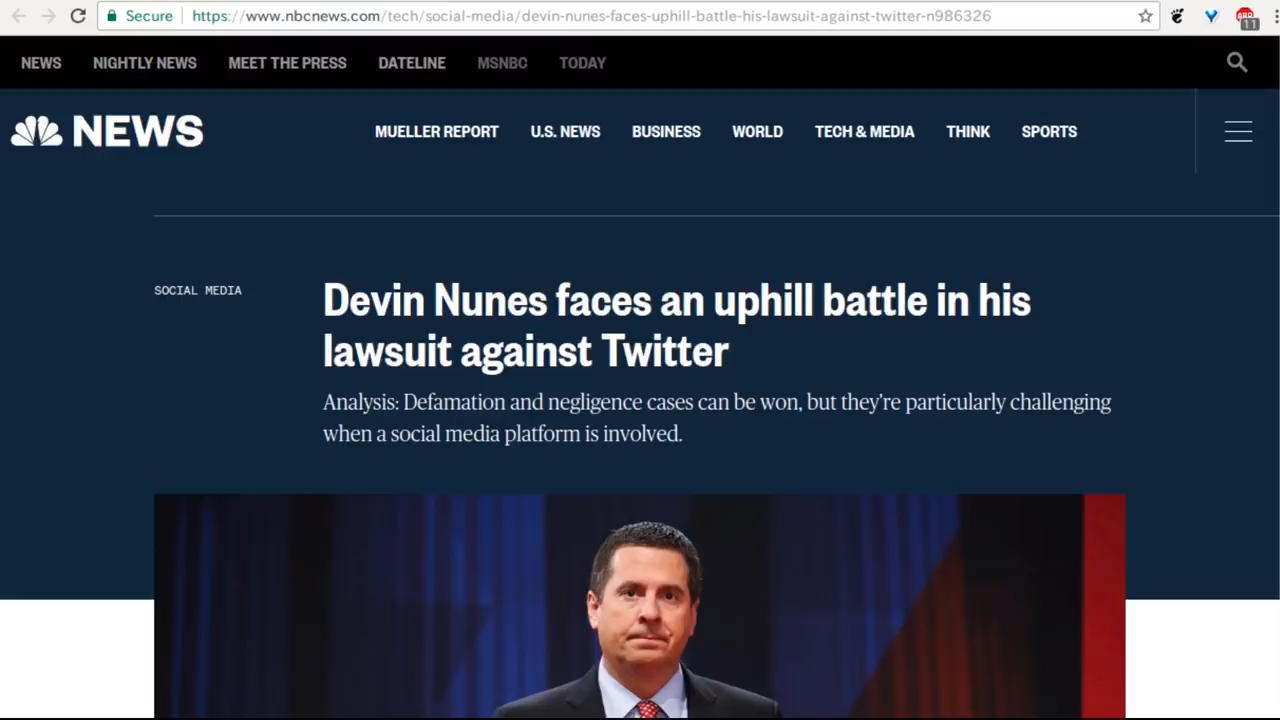 Secure https://www.nbcnews.com/tech/social-media/devin-nunes-faces-uphill-battle-his-lawsuit-against-twitter-n986326
11
NEWS NIGHTLY NEWS MEET THE PRESS DATELINE MSNBC TODAY
NEWS MUELLER REPORT U.S. NEWS BUSINESS WORLD TECH & MEDIA THINK SPORTS
SOCIAL MEDIA
Devin Nunes faces an uphill battle in his
lawsuit against Twitter
Analysis: Defamation and negligence cases can be won, but they’re particularly challenging
when a social media platform is involved.